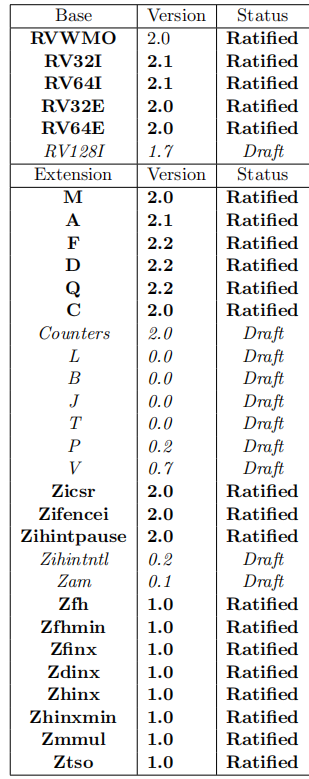 Base Version Status
RVWMO 2.0 Ratified
RV32I 2.1 Ratified
RV64I 2.1 Ratified
RV32E 2.0 Ratified
RV64E 2.0 Ratified
RV128I 1.7 Draft
Extension Version Status
M 2.0 Ratified
A 2.1 Ratified
F 2.2 Ratified
D 2.2 Ratified
Q 2.2 Ratified
C 2.0 Ratified
Counters 2.0 Draft
L 0.0 Draft
B 0.0 Draft
J 0.0 Draft
T 0.0 Draft
P 0.2 Draft
V 0.7 Draft
Zicsr 2.0 Ratified
Zifencei 2.0 Ratified
Zihintpause 2.0 Ratified
Zihintntl 0.2 Draft
Zam 0.1 Draft
Zfh 1.0 Ratified
Zfhmin 1.0 Ratified
Zfinx 1.0 Ratified
Zdinx 1.0 Ratified
Zhinx 1.0 Ratified
Zhinxmin 1.0 Ratified
Zmmul 1.0 Ratified
Ztso 1.0 Ratified